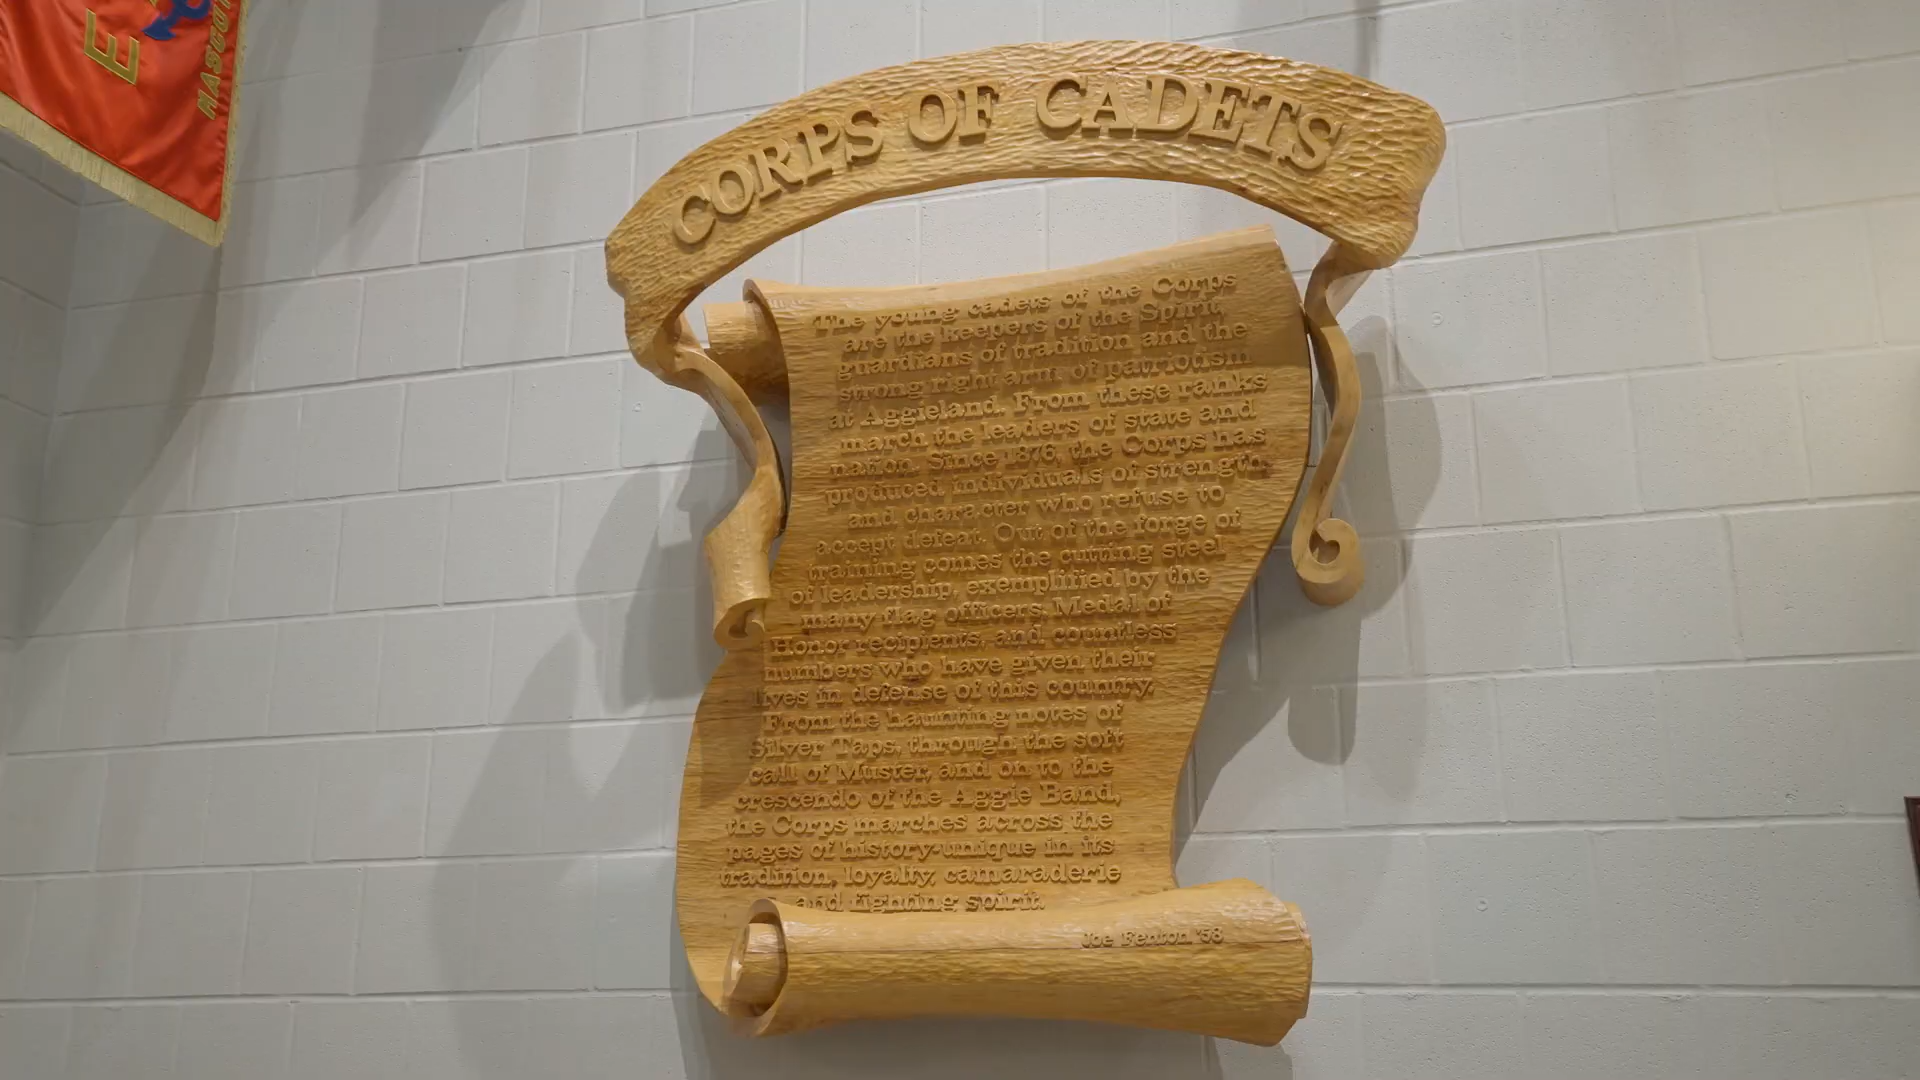 E
MASCO
CORPS OF CADETS
The young cadets of the Corps
are the keepers of the Spirit,
guardians of tradition and the
strong right arm of patriotism
at Aggieland. From these ranks
march the leaders of state and
nation. Since 1876, the Corps has
produced individuals of strength
and character who refuse to
accept defeat. Out of the forge of
training comes the cutting steel
of leadership, exemplified by the
many flag officers, Medal of
Honor recipients, and countless
numbers who have given their
lives in defense of this country.
From the haunting notes of
Silver Taps, through the soft
call of Muster, and on to the
crescendo of the Aggie Band,
the Corps marches across the
pages of history-unique in its
tradition, loyalty, camaraderie
and fighting spirit.
Joe Fenton '58